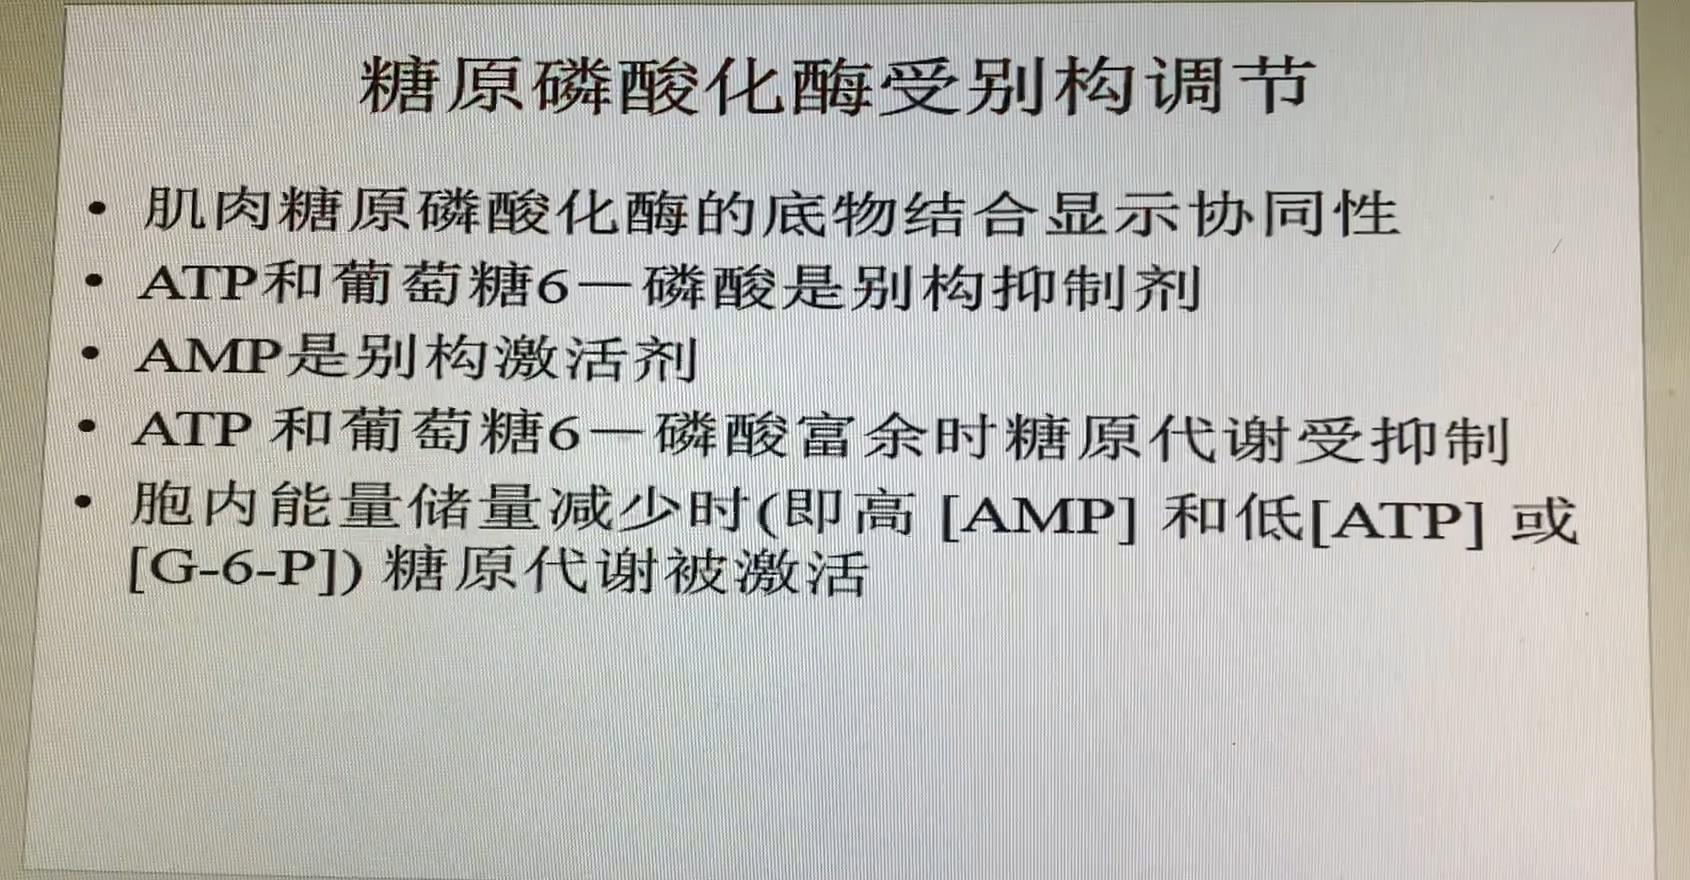 糖原磷酸化酶受别构调节
• 肌肉糖原磷酸化酶的底物结合显示协同性
• ATP和葡萄糖6一磷酸是别构抑制剂
• AMP是别构激活剂
• ATP 和葡萄糖6一磷酸富余时糖原代谢受抑制
• 胞内能量储量减少时(即高 [AMP] 和低[ATP] 或
[G-6-P]) 糖原代谢被激活